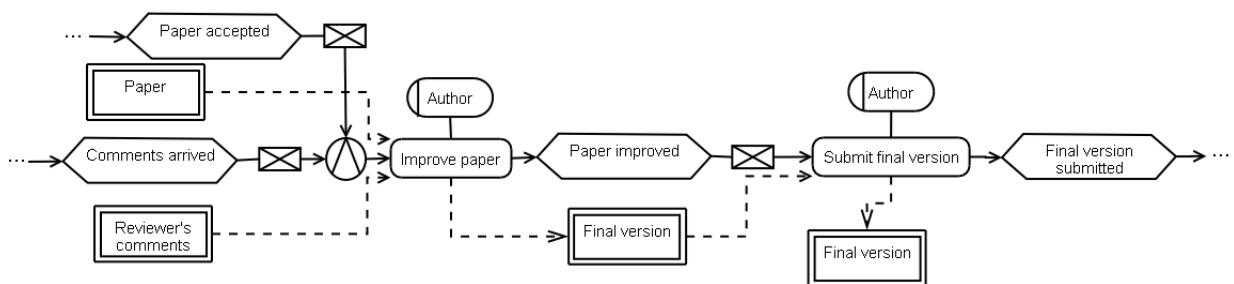 ... Paper accepted
Paper
Author
Author
... Comments arrived
Improve paper
Paper improved
Submit final version
Final version
submitted
...
Reviewer's
comments
Final version
Final version